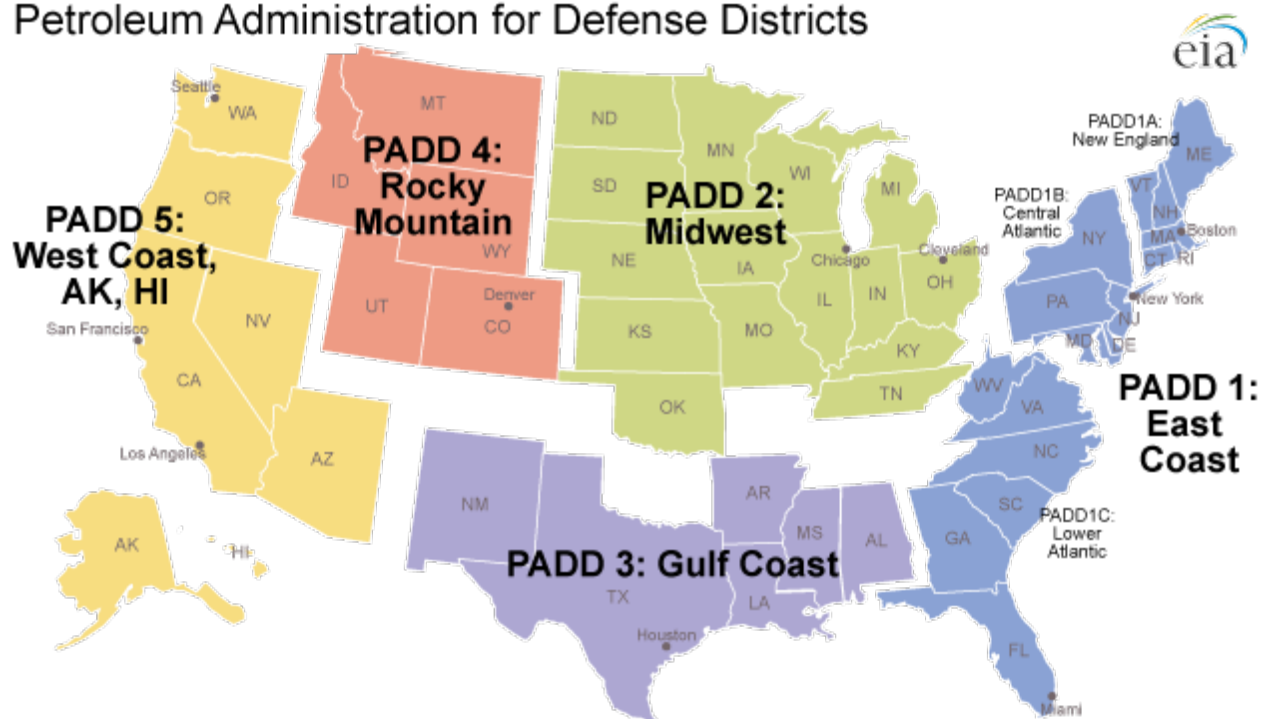 Petroleum Administration for Defense Districts
eia
Seattle
WA
OR
PADD 5:
West Coast,
AK, HI
San Francisco
NV
CA
Los Angeles
AZ
AK
HI
MT
PADD 4:
Rocky
Mountain
ID
WY
UT
Denver
CO
ND
MN
SD
WI
MI
PADD 2:
Midwest
NE
IA
Chicago
Cleveland
IL
IN
OH
KS
MO
KY
OK
TN
NM
AR
MS
AL
PADD 3: Gulf Coast
TX
LA
Houston
PADD1A:
New England
ME
VT
NH
MA
Boston
CT
RI
PADD1B:
Central
Atlantic
NY
PA
New York
NJ
MD
DE
PADD 1:
East
Coast
WV
VA
NC
SC
GA
PADD1C:
Lower
Atlantic
FL
Miami